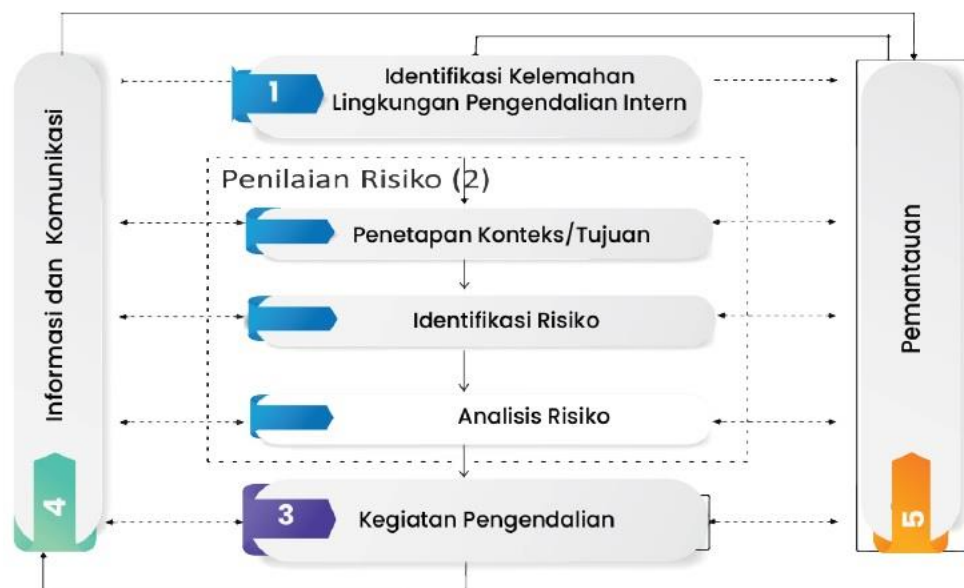 1
Identifikasi Kelemahan
Lingkungan Pengendalian Intern
Penilaian Risiko (2)
Penetapan Konteks/Tujuan
Identifikasi Risiko
Analisis Risiko
3
Kegiatan Pengendalian
Informasi dan Komunikasi
4
Pemantauan
5